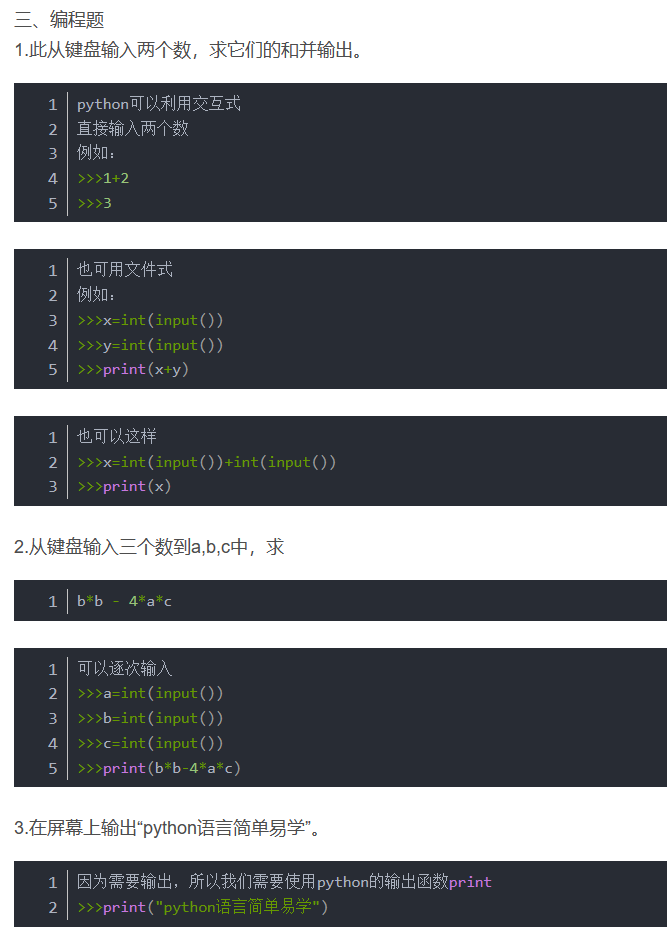 三、编程题
1.此从键盘输入两个数，求它们的和并输出。
1 python可以利用交互式
2 直接输入两个数
3 例如：
4 >>>1+2
5 >>>3
1 也可用文件式
2 例如：
3 >>>x=int(input())
4 >>>y=int(input())
5 >>>print(x+y)
1 也可以这样
2 >>>x=int(input())+int(input())
3 >>>print(x)
2.从键盘输入三个数到a,b,c中，求
1 b*b - 4*a*c
1 可以逐次输入
2 >>>a=int(input())
3 >>>b=int(input())
4 >>>c=int(input())
5 >>>print(b*b-4*a*c)
3.在屏幕上输出“python语言简单易学”。
1 因为需要输出，所以我们需要使用python的输出函数print
2 >>>print("python语言简单易学")